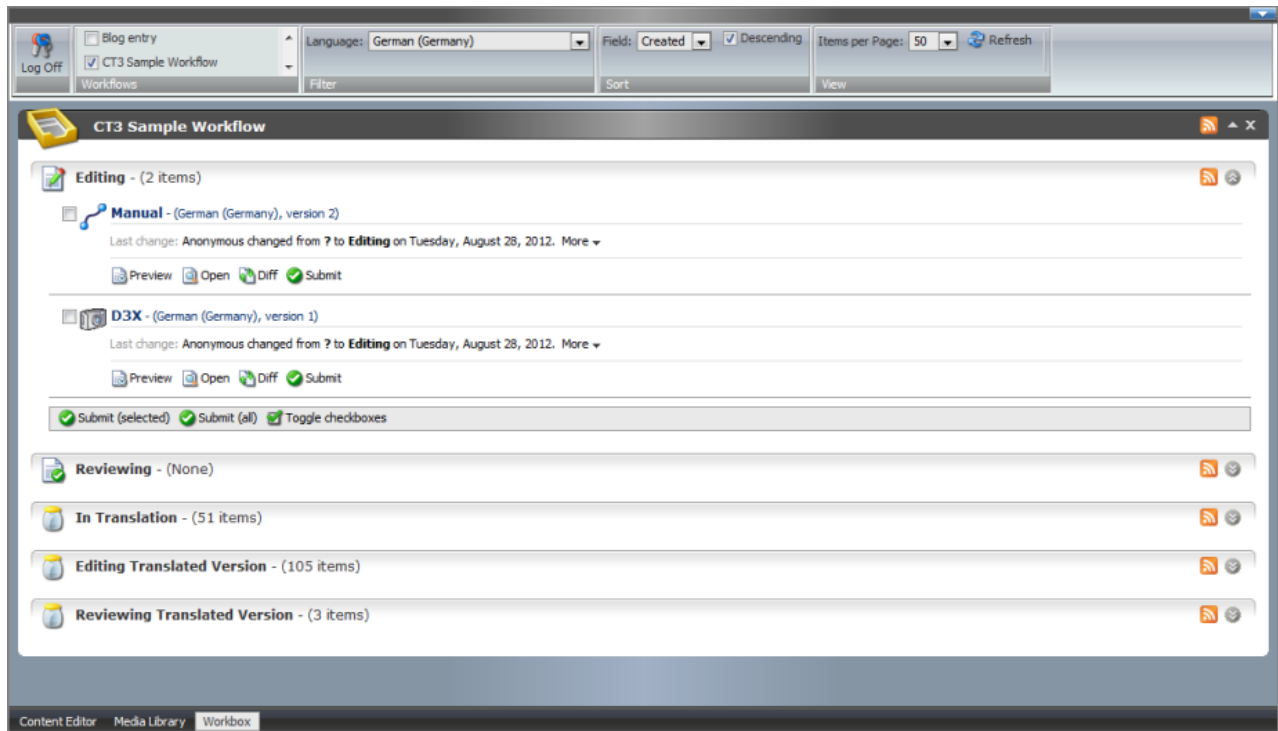 Blog entry
Language: German (Germany)
Field: Created
Descending
Items per Page: 50
Refresh
Log Off
CT3 Sample Workflow
Workflows
Filter
Sort
View
CT3 Sample Workflow
X
Editing - (2 items)
Manual - (German (Germany), version 2)
Last change: Anonymous changed from ? to Editing on Tuesday, August 28, 2012. More
Preview Open Diff Submit
D3X - (German (Germany), version 1)
Last change: Anonymous changed from ? to Editing on Tuesday, August 28, 2012. More
Preview Open Diff Submit
Submit (selected) Submit (all) Toggle checkboxes
Reviewing - (None)
In Translation - (51 items)
Editing Translated Version - (105 items)
Reviewing Translated Version - (3 items)
Content Editor Media Library Workbox